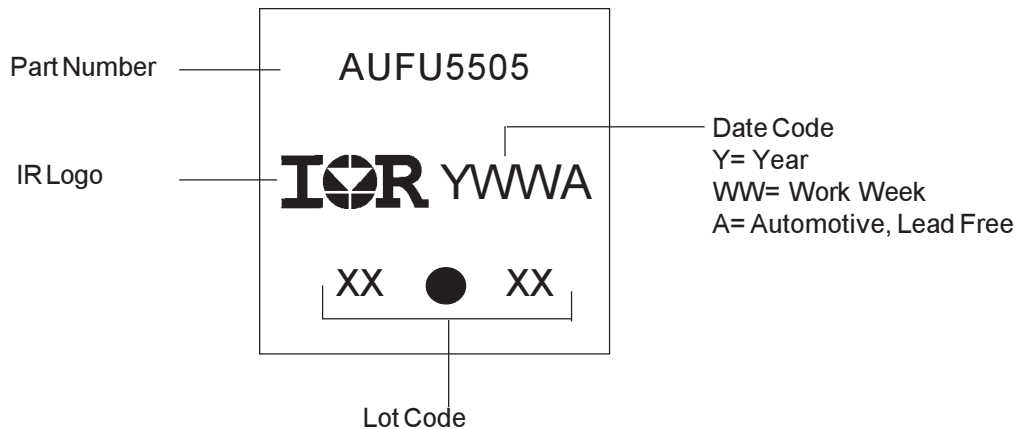 AUFU5505
Part Number
Date Code
IR Logo
IOR YWWA
Y= Year
WW= Work Week
A= Automotive, Lead Free
XX XX
Lot Code